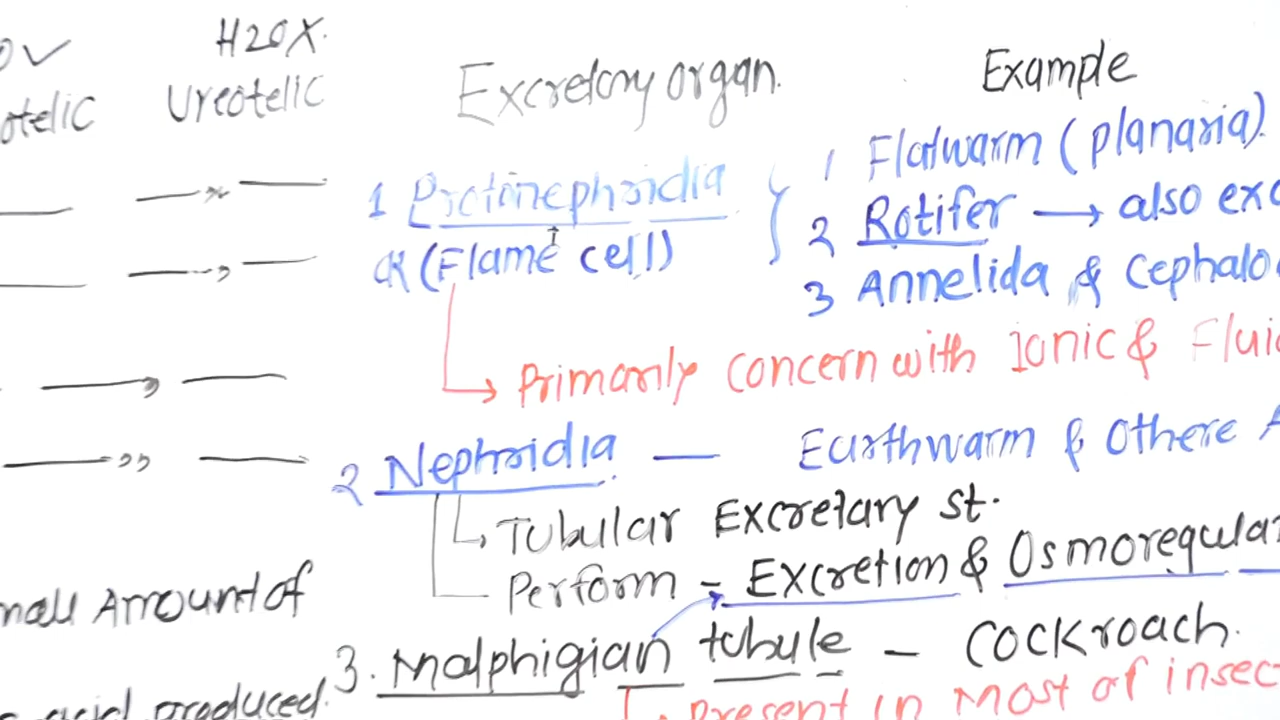 H2OX.
otelic Ureotelic Excretory organ. Example
1 Protonephridia 1 Flatwarm (planaria).
OR (Flame cell) 2 Rotifer → also exc
3 Annelida & Cephalo
→ Primarily concern with Ionic & Flui
2 Nephridia — Earthwarm & Othere A
Tubular Excretary st.
Perform = Excretion & Osmoregula
mall Amount of
3. Malphigian tubule – Cockroach.
acid produced.
Present in most of insec